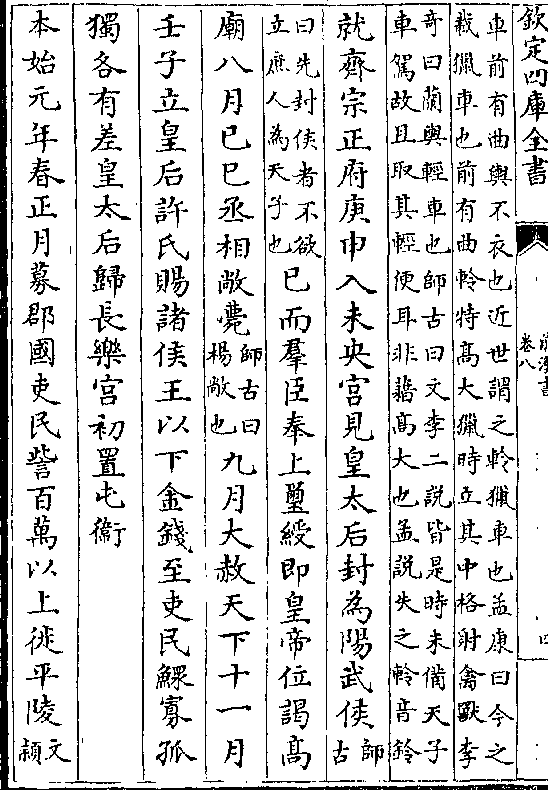 欽定四庫全書
卷八
車前有曲輿不衣也近世謂之軨獵車也孟康曰今之
載獵車也前有曲軨特高大獵時立其中格射禽獸李
奇曰蘭輿輕車也師古曰文李二說皆是時未備天子
車駕故且取其輕便耳非藉高大也孟說失之軨音鈴
就齊宗正府庚申入未央宫見皇太后封為陽武侯師
古
曰先封侯者不欲
立庶人為天子也
已而羣臣奉上璽綬即皇帝位謁高
廟八月己巳丞相敞薨師古曰
楊敞也
九月大赦天下十一月
壬子立皇后許氏賜諸侯王以下金錢至吏民鰥寡孤
獨各有差皇太后歸長樂宫初置屯衛
本始元年春正月募郡國吏民訾百萬以上徙平陵文
頴